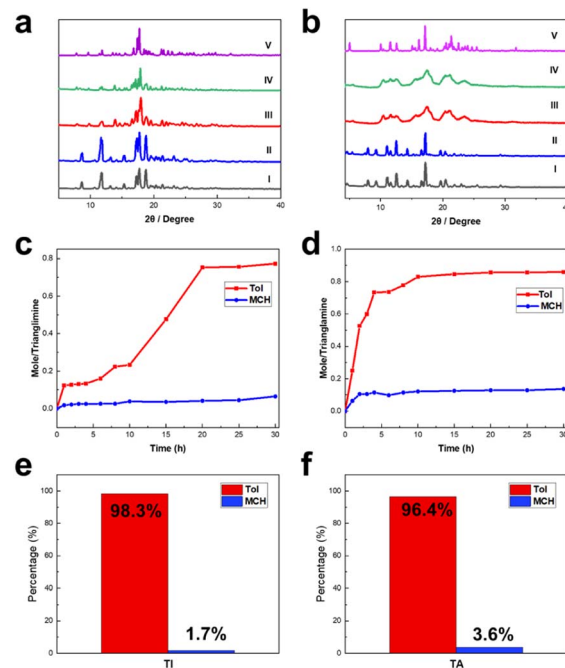 a
V
IV
III
II
I
10 20 30 40
2θ / Degree
b
V
IV
III
II
I
10 20 30 40
2θ / Degree
c
Mole/Trianglimine
0.8
0.6
0.4
0.2
0.0
Tol
MCH
0 5 10 15 20 25 30
Time (h)
d
Mole/Trianglamine
1.0
0.8
0.6
0.4
0.2
0.0
Tol
MCH
0 5 10 15 20 25 30
Time (h)
e
Percentage (%)
100
80
60
40
20
0
Tol
MCH
98.3%
1.7%
TI
f
Percentage (%)
100
80
60
40
20
0
Tol
MCH
96.4%
3.6%
TA